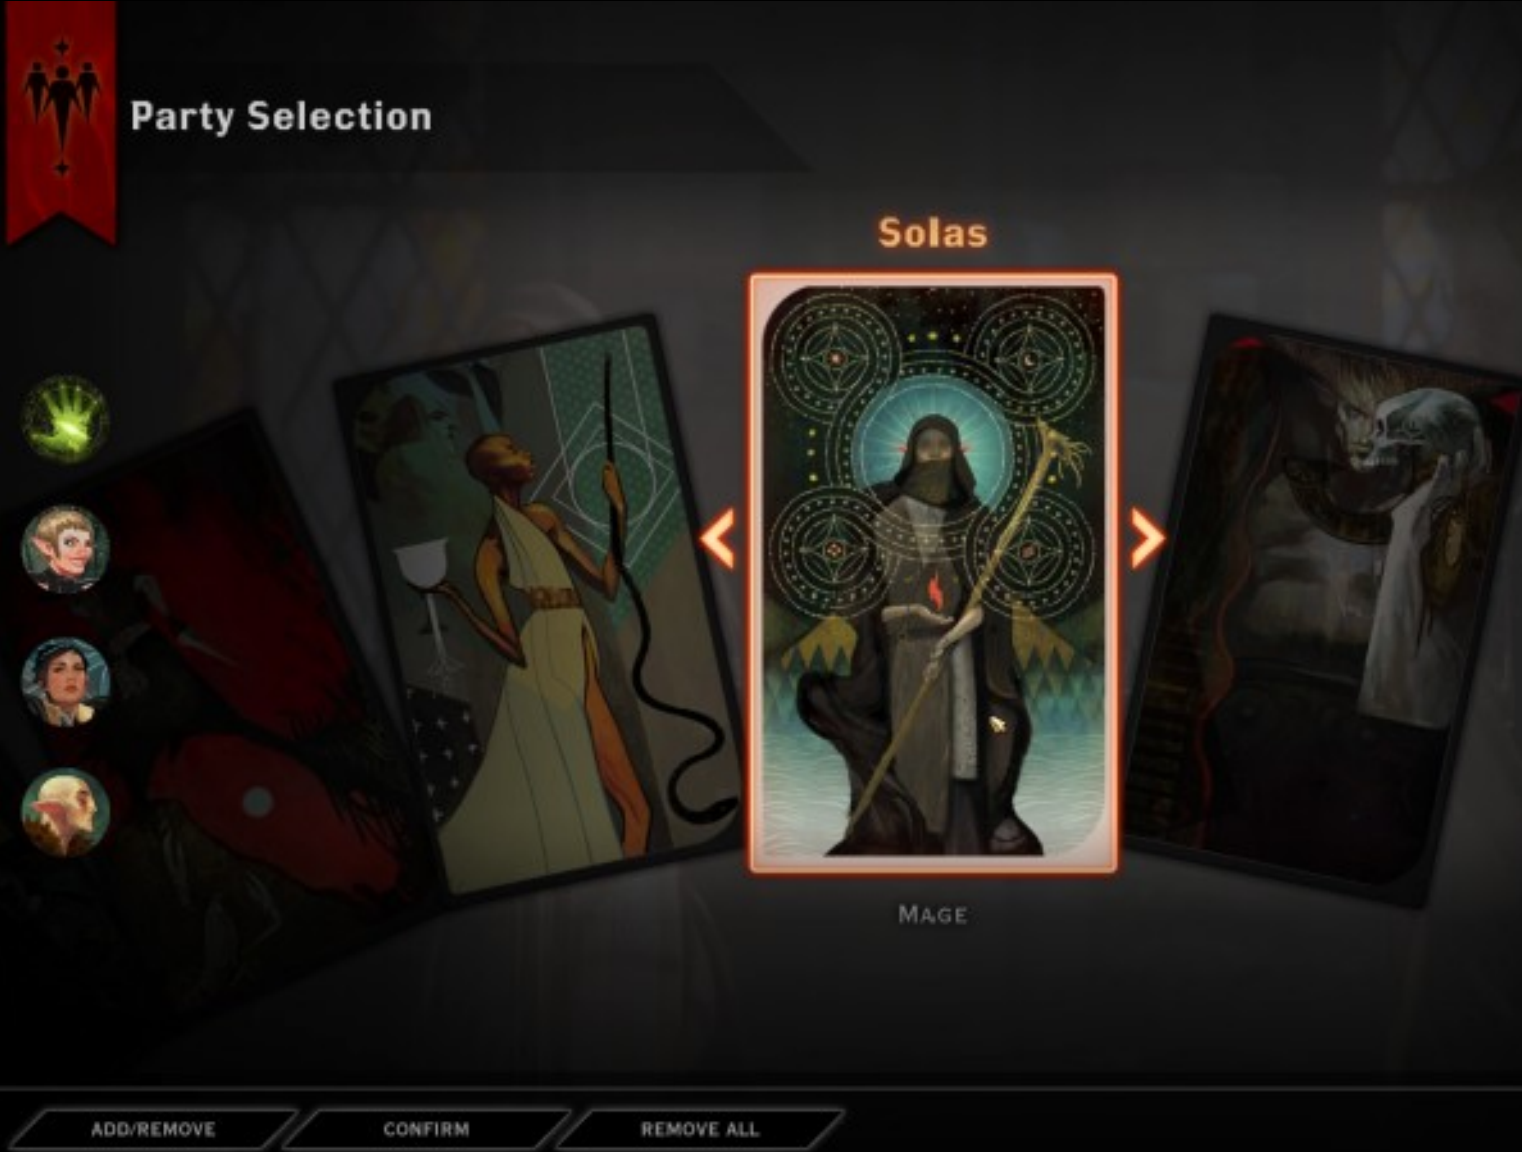 Party Selection
Solas
MAGE
ADD/REMOVE
CONFIRM
REMOVE ALL